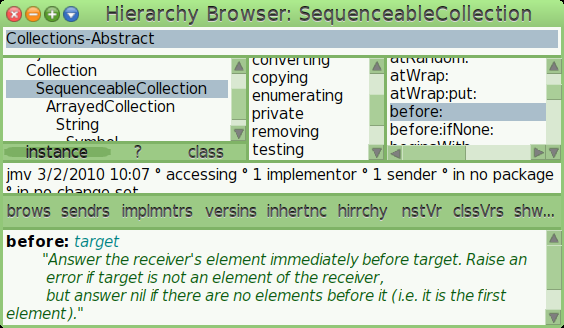 Hierarchy Browser: SequenceableCollection
Collections-Abstract
Collection
SequenceableCollection
ArrayedCollection
String
Symbol
instance ? class
converting
copying
enumerating
private
removing
testing
atRandom:
atWrap:
atWrap:put:
before:
before:ifNone:
beginsWith
jmv 3/2/2010 10:07 ° accessing ° 1 implementor ° 1 sender ° in no package
° in no change set
brows sendrs implmntrs versins inhertnc hirrchy nstVr clssVrs shw...
before: target
"Answer the receiver's element immediately before target. Raise an
error if target is not an element of the receiver,
but answer nil if there are no elements before it (i.e. it is the first
element)."